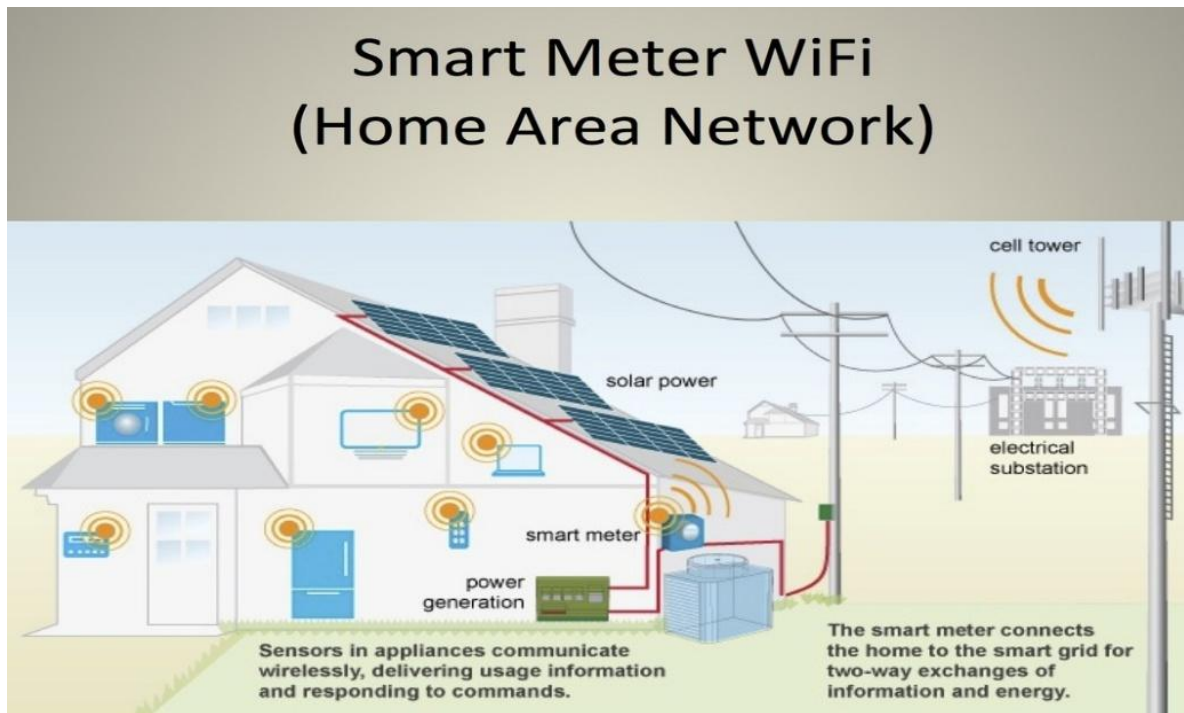 Smart Meter WiFi
(Home Area Network)
cell tower
solar power
electrical
substation
smart meter
power
generation
Sensors in appliances communicate
wirelessly, delivering usage information
and responding to commands.
The smart meter connects
the home to the smart grid for
two-way exchanges of
information and energy.